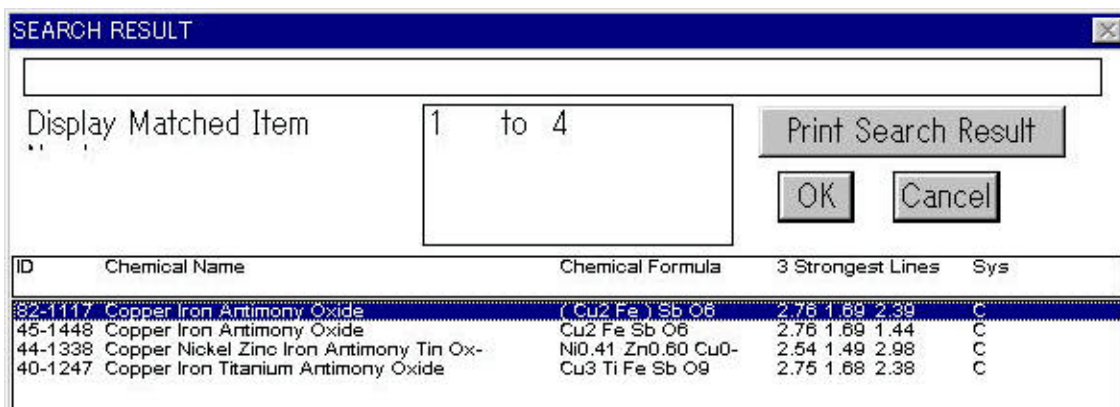 SEARCH RESULT
Display Matched Item
1 to 4
Print Search Result
OK Cancel
ID Chemical Name Chemical Formula 3 Strongest Lines Sys
82-1117 Copper Iron Antimony Oxide ( Cu2 Fe ) Sb O6 2.76 1.69 2.39 C
45-1448 Copper Iron Antimony Oxide Cu2 Fe Sb O6 2.76 1.69 1.44 C
44-1338 Copper Nickel Zinc Iron Antimony Tin Ox- Ni0.41 Zn0.60 Cu0- 2.54 1.49 2.98 C
40-1247 Copper Iron Titanium Antimony Oxide Cu3 Ti Fe Sb O9 2.75 1.68 2.38 C